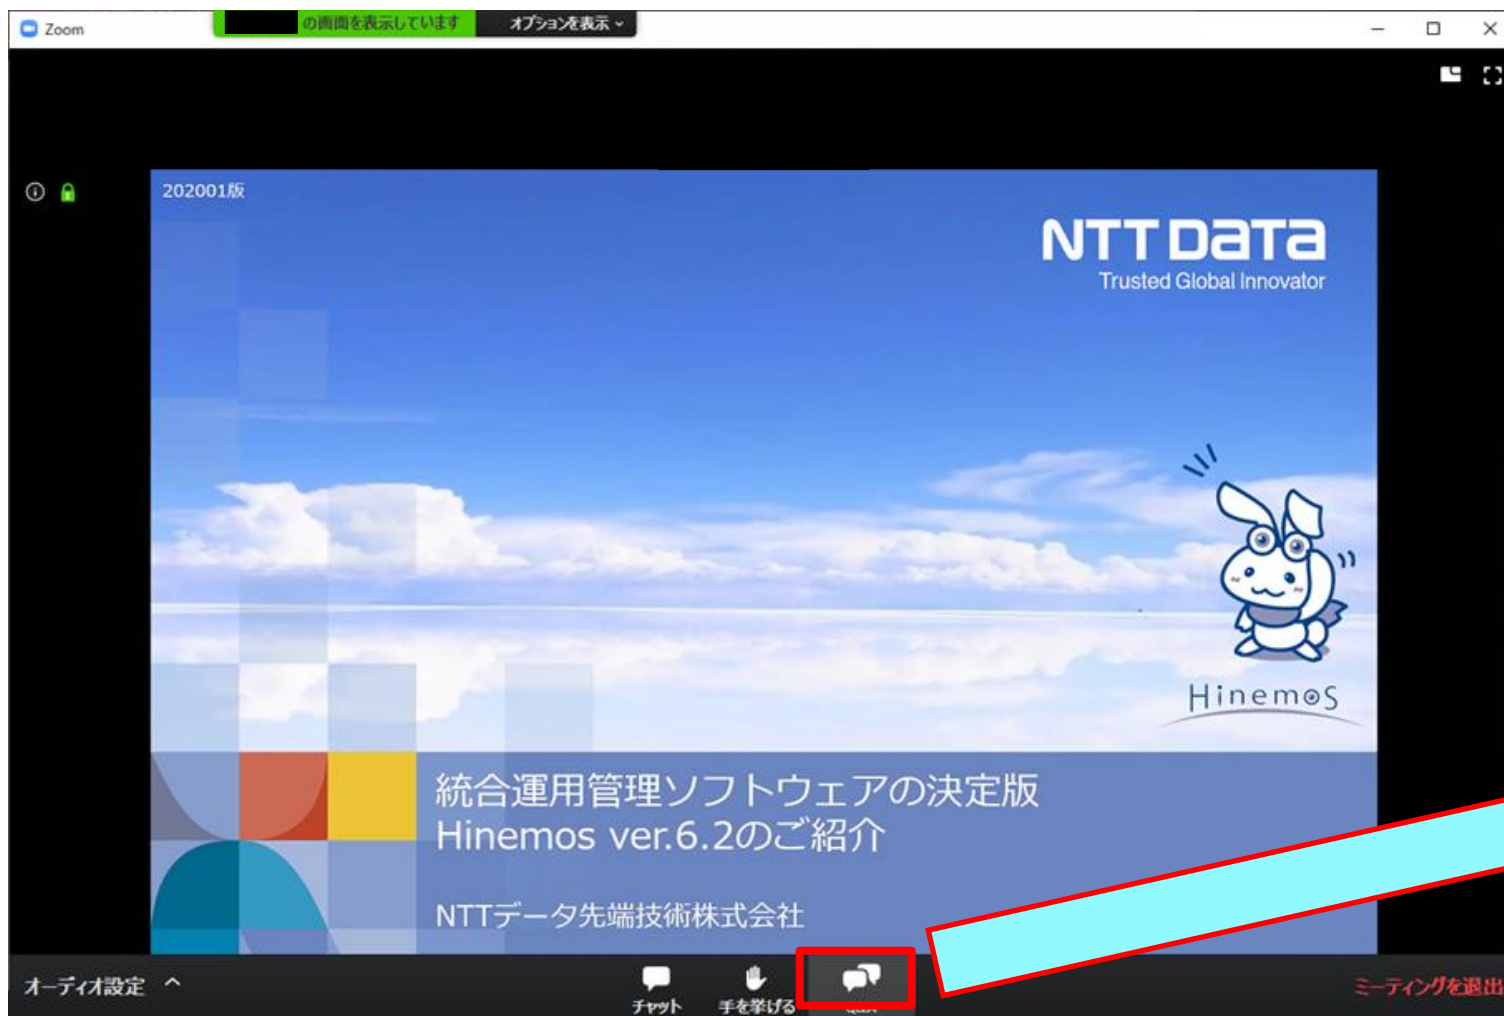 Zoom
の画面を表示しています
オプションを表示
202001版
NTT DATA
Trusted Global Innovator
Hinemos
統合運用管理ソフトウェアの決定版
Hinemos ver.6.2のご紹介
NTTデータ先端技術株式会社
オーディオ設定
チャット
手を挙げる
Q&A
ミーティングを退出